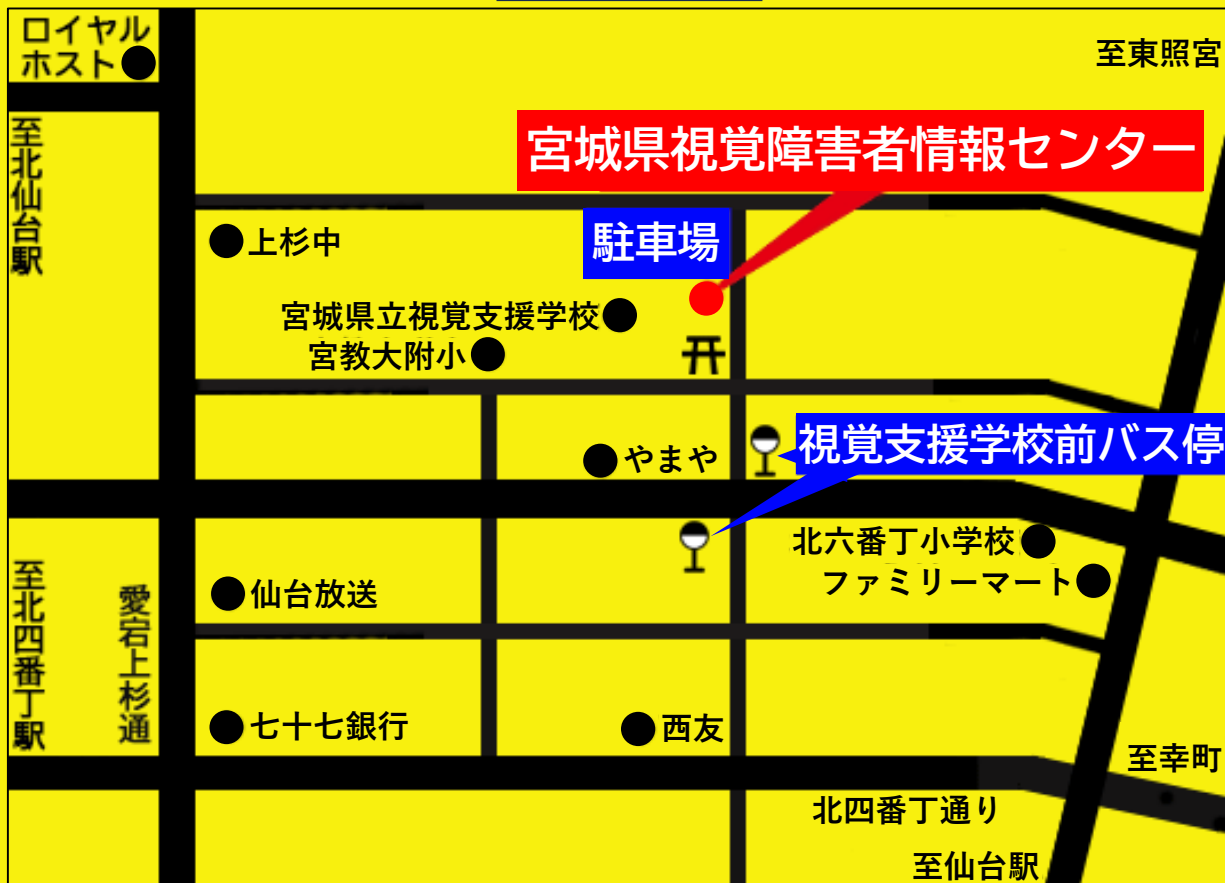 ロイヤル
ホスト
至東照宮
至北仙台駅
宮城県視覚障害者情報センター
駐車場
上杉中
宮城県立視覚支援学校
宮教大附小
やまや
視覚支援学校前バス停
北六番丁小学校
ファミリーマート
仙台放送
至北四番丁駅
愛宕上杉通
七十七銀行
西友
至幸町
北四番丁通り
至仙台駅